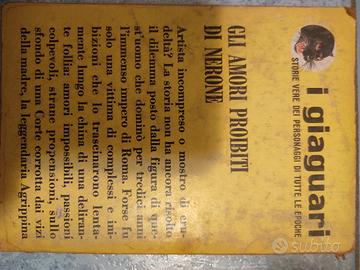 i giaguari
STORIE VERE DEI PERSONAGGI DI TUTTE LE EPOCHE
GLI AMORI PROIBITI
DI NERONE
Artista incompreso o mostro di cru-
deltà? La storia non ha ancora risolto
il dilemma posto dalla figura di que-
st'uomo che dominò per tredici anni
l'immenso impero di Roma. Forse fu
solo una vittima di complessi e ini-
bizioni che lo trascinarono lenta-
mente lungo la china di una deliran-
te follia: amori impossibili, passioni
colpevoli, strane propensioni, sullo
sfondo di una Corte corrotta dai vizi
della madre, la leggendaria Agrippina
subito